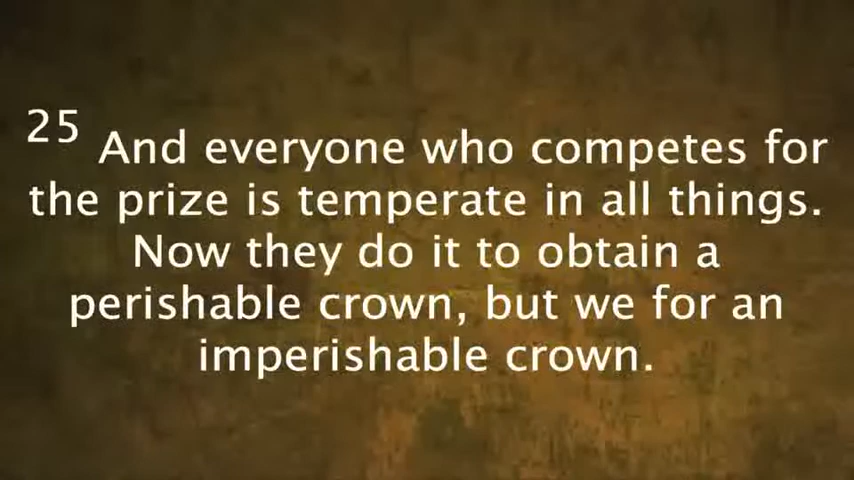 25 And everyone who competes for
the prize is temperate in all things.
Now they do it to obtain a
perishable crown, but we for an
imperishable crown.